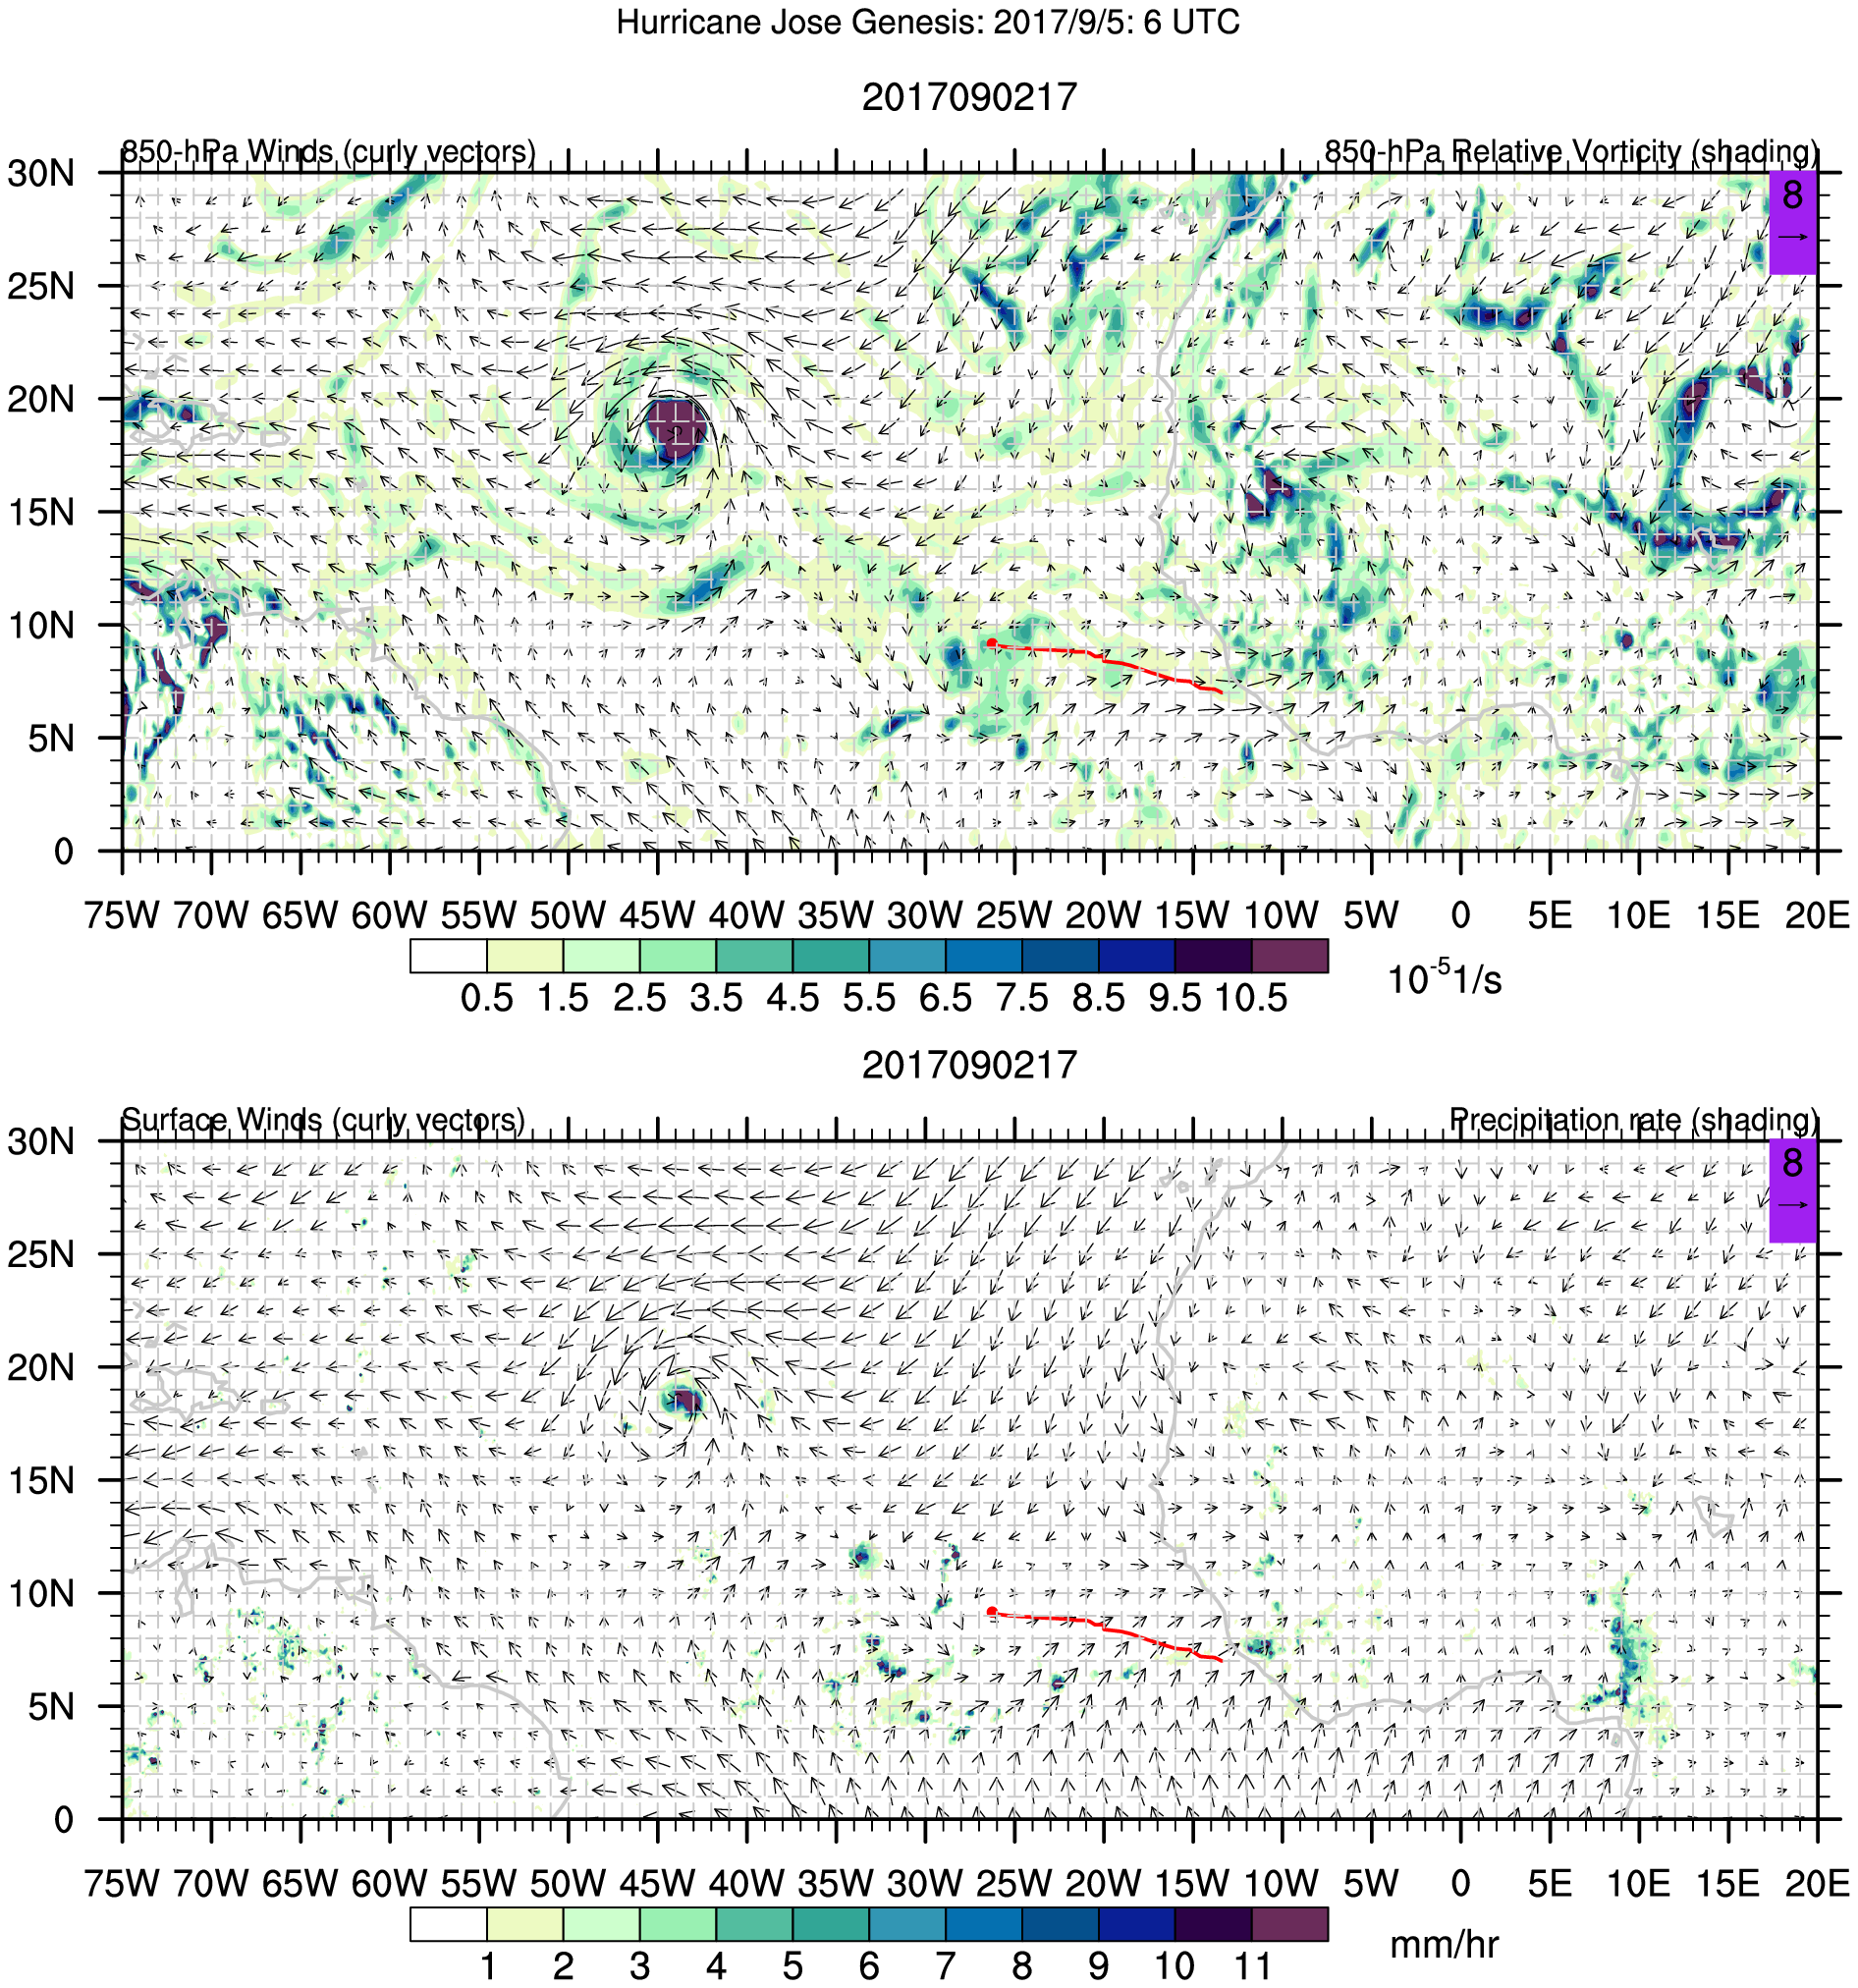 Hurricane Jose Genesis: 2017/9/5: 6 UTC
2017090217
850-hPa Winds (curly vectors) 850-hPa Relative Vorticity (shading)
8
30N
25N
20N
15N
10N
5N
0
75W 70W 65W 60W 55W 50W 45W 40W 35W 30W 25W 20W 15W 10W 5W 0 5E 10E 15E 20E
0.5 1.5 2.5 3.5 4.5 5.5 6.5 7.5 8.5 9.5 10.5
10⁻⁵1/s
2017090217
Surface Winds (curly vectors) Precipitation rate (shading)
8
30N
25N
20N
15N
10N
5N
0
75W 70W 65W 60W 55W 50W 45W 40W 35W 30W 25W 20W 15W 10W 5W 0 5E 10E 15E 20E
1 2 3 4 5 6 7 8 9 10 11
mm/hr